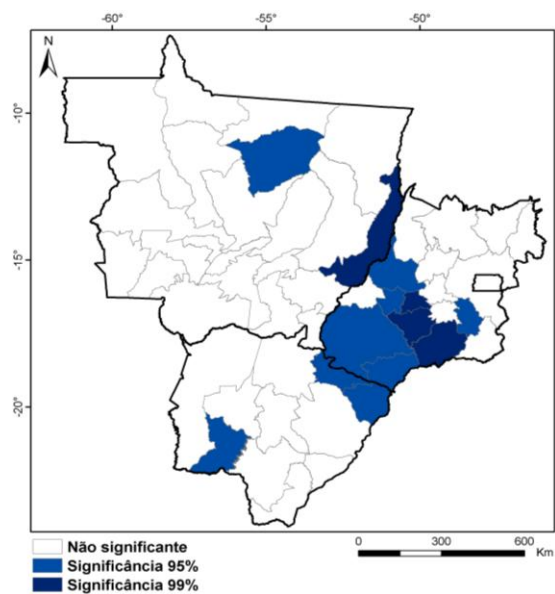 -60° -55° -50°
N
-10°
-15°
-20°
0 300 600
Km
Não significante
Significância 95%
Significância 99%